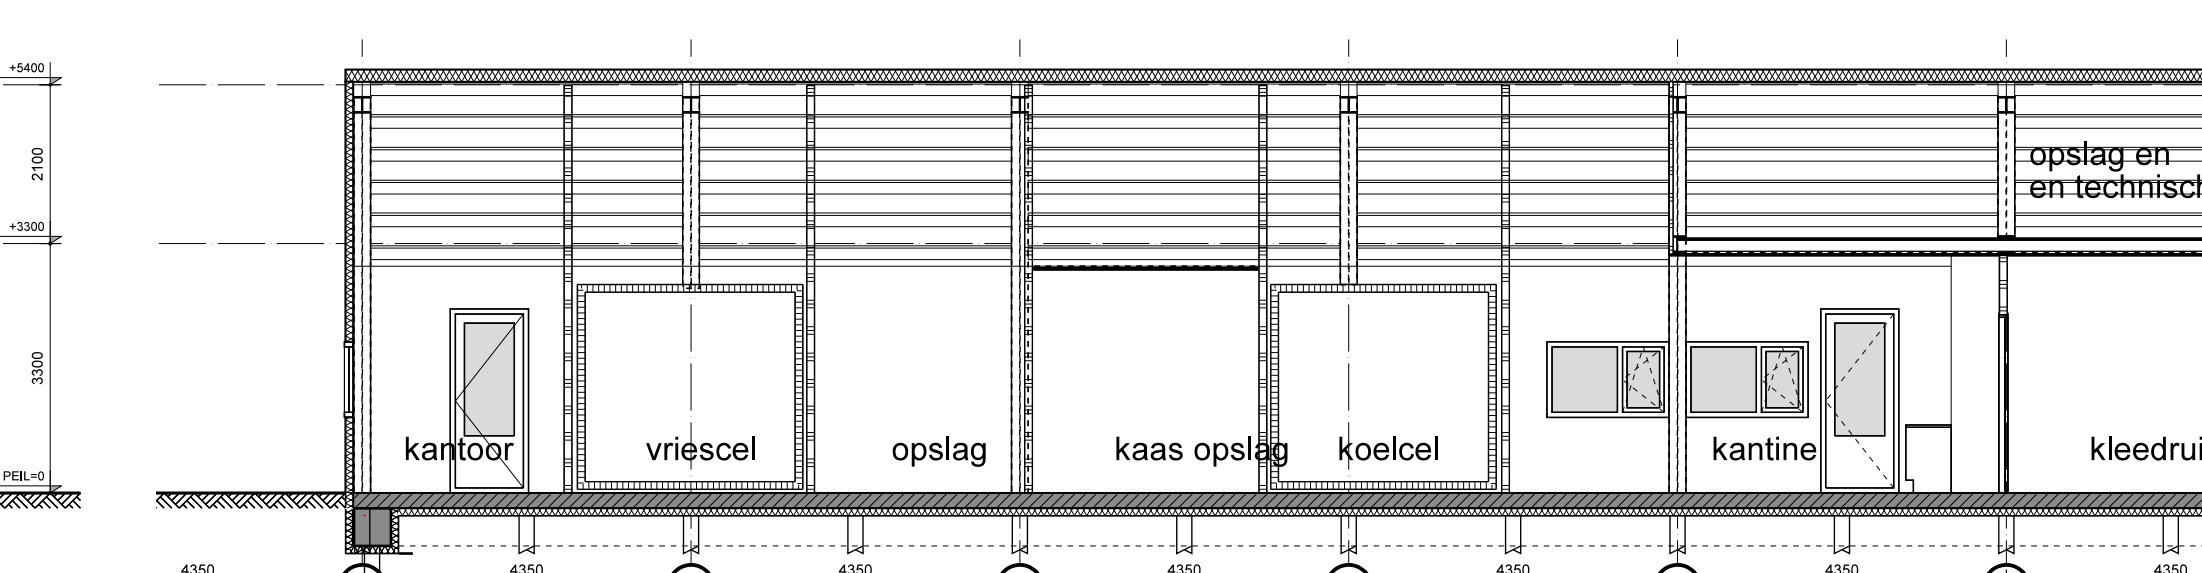 +5400
2100
opslag en
en technisch
+3300
3300
kantoor
vriescel
opslag
kaas opslag
koelcel
kantine
kleedrui
PEIL=0
4350
4350
4350
4350
4350
4350
4350